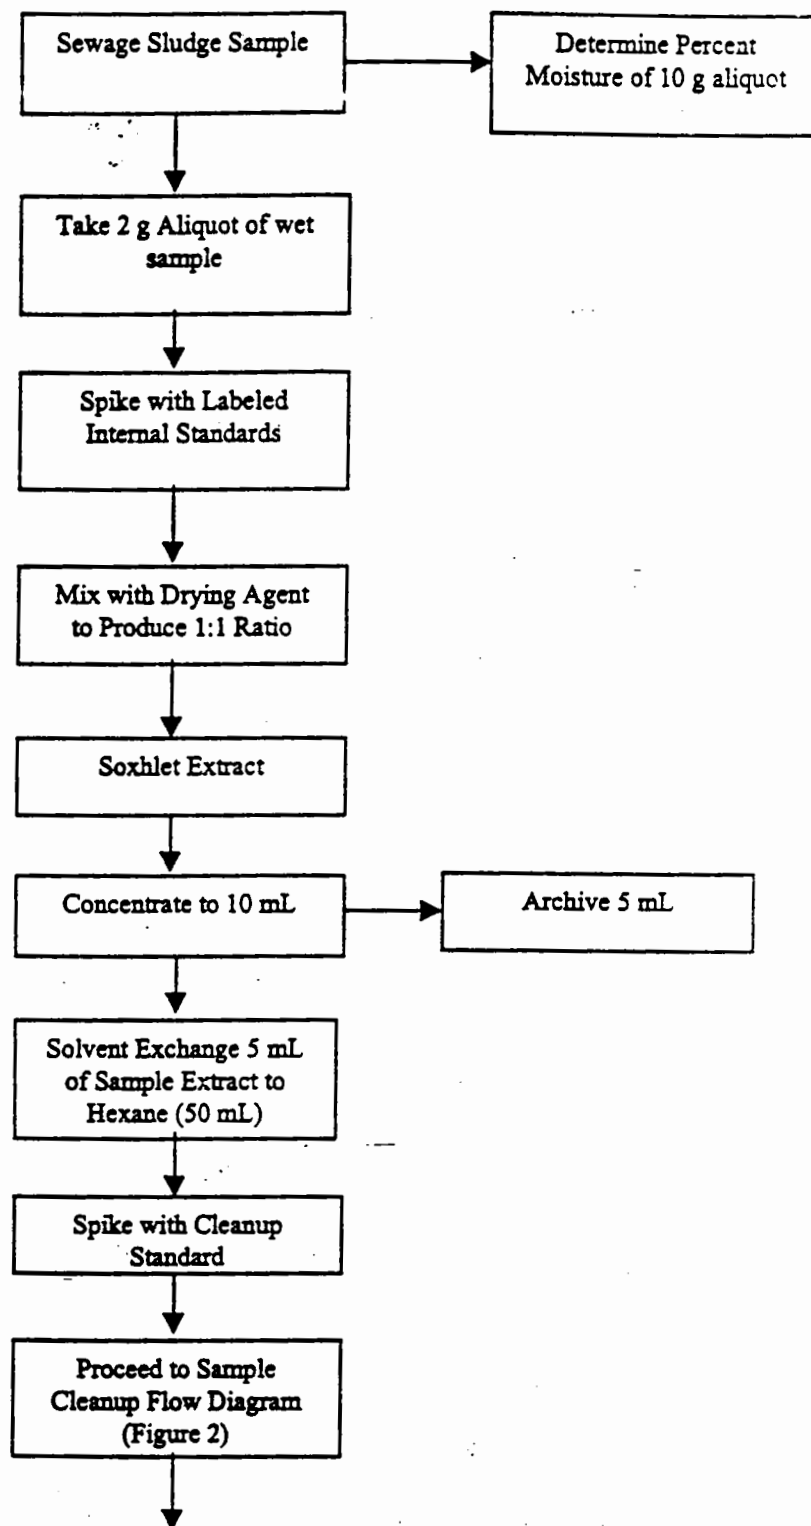 Sewage Sludge Sample
Determine Percent
Moisture of 10 g aliquot
Take 2 g Aliquot of wet
sample
Spike with Labeled
Internal Standards
Mix with Drying Agent
to Produce 1:1 Ratio
Soxhlet Extract
Concentrate to 10 mL
Archive 5 mL
Solvent Exchange 5 mL
of Sample Extract to
Hexane (50 mL)
Spike with Cleanup
Standard
Proceed to Sample
Cleanup Flow Diagram
(Figure 2)